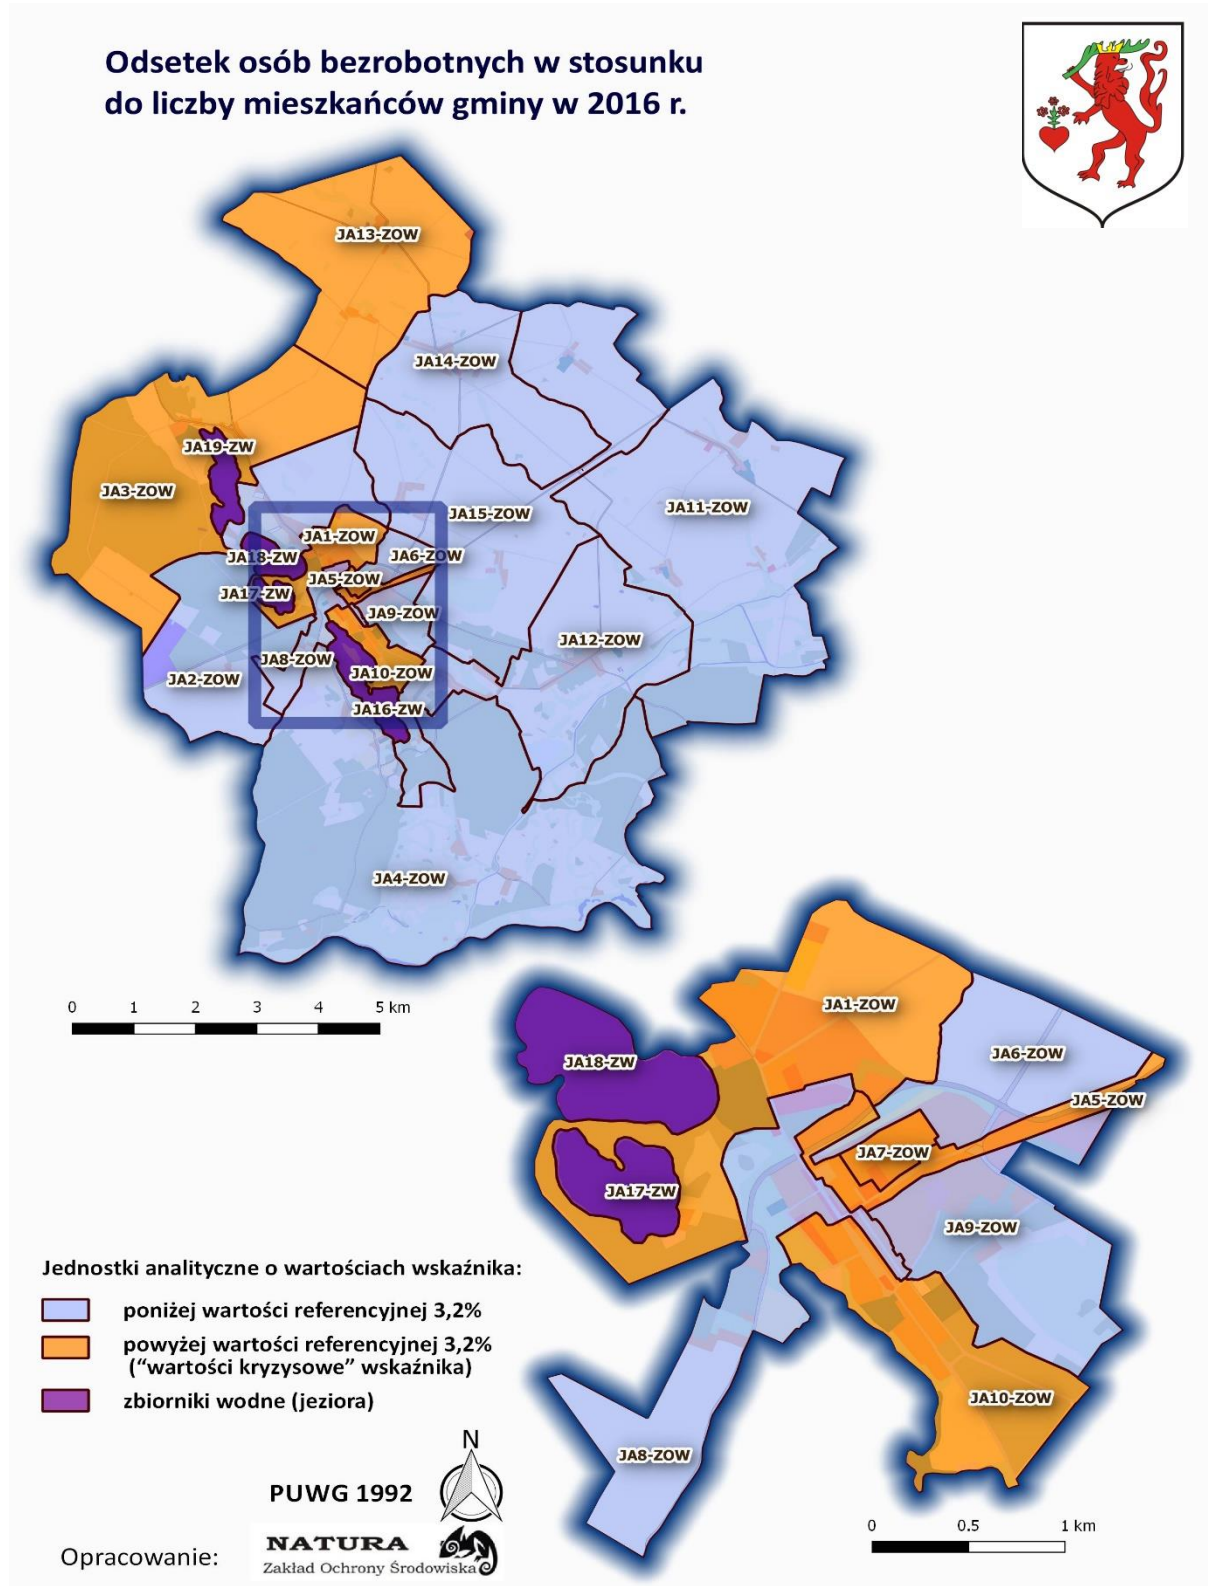 Odsetek osób bezrobotnych w stosunku
do liczby mieszkańców gminy w 2016 r.
JA13-ZOW
JA14-ZOW
JA19-ZW
JA3-ZOW
JA11-ZOW
JA15-ZOW
JA1-ZOW
JA6-ZOW
JA18-ZW
JA5-ZOW
JA17-ZW
JA9-ZOW
JA12-ZOW
JA8-ZOW
JA2-ZOW
JA10-ZOW
JA16-ZW
JA4-ZOW
0 1 2 3 4 5 km
JA1-ZOW
JA6-ZOW
JA18-ZW
JA5-ZOW
JA7-ZOW
JA17-ZW
JA9-ZOW
JA10-ZOW
JA8-ZOW
Jednostki analityczne o wartościach wskaźnika:
poniżej wartości referencyjnej 3,2%
powyżej wartości referencyjnej 3,2%
(“wartości kryzysowe” wskaźnika)
zbiorniki wodne (jeziora)
N
PUWG 1992
0 0.5 1 km
Opracowanie:
NATURA
Zakład Ochrony Środowiska